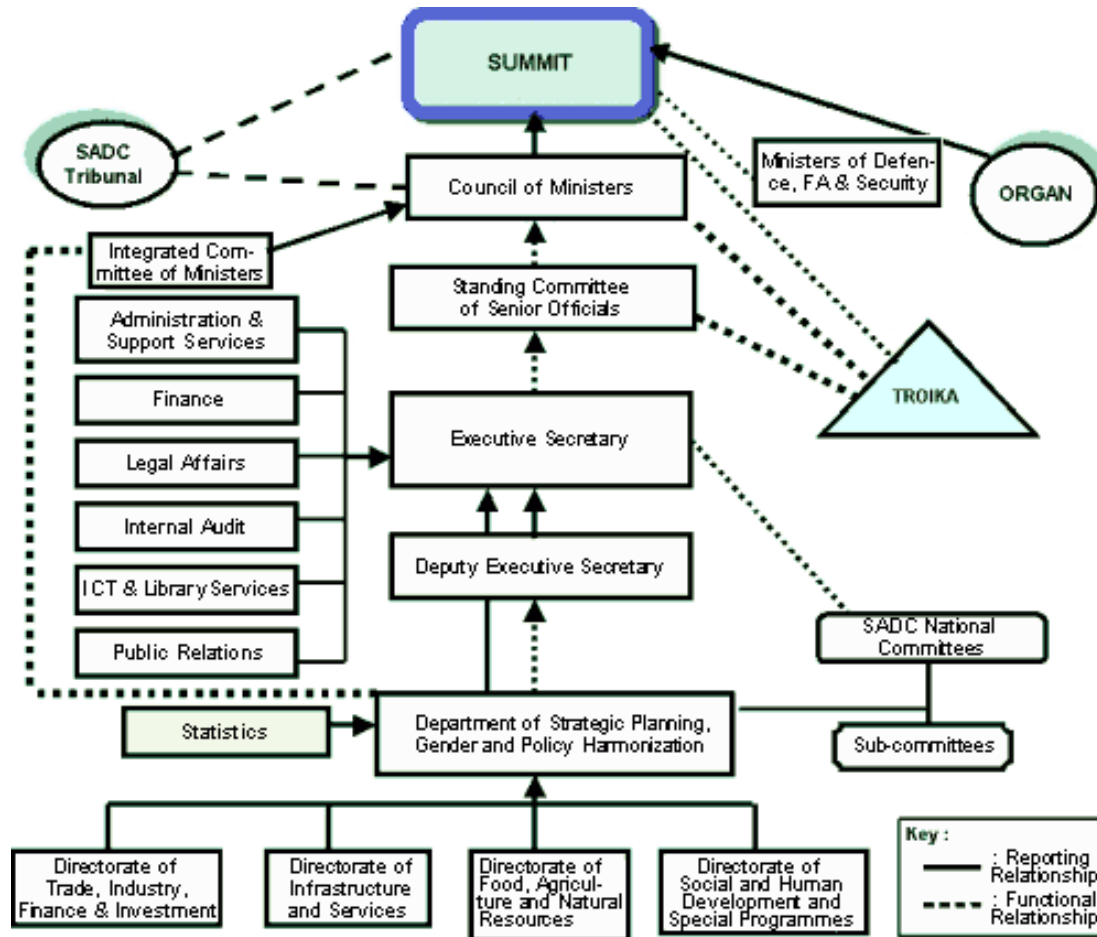 SUMMIT
SADC
Tribunal
Council of Ministers
Ministers of Defen-
ce, FA & Security
ORGAN
Integrated Com-
mittee of Ministers
Standing Committee
of Senior Officials
Administration &
Support Services
Finance
Legal Affairs
Internal Audit
ICT & Library Services
Public Relations
TROIKA
Executive Secretary
Deputy Executive Secretary
SADC National
Committees
Statistics
Department of Strategic Planning,
Gender and Policy Harmonization
Sub-committees
Directorate of
Trade, Industry,
Finance & Investment
Directorate of
Infrastructure
and Services
Directorate of
Food, Agricul-
ture and Natural
Resources
Directorate of
Social and Human
Development and
Special Programmes
Key :
: Reporting
Relationship
: Functional
Relationship